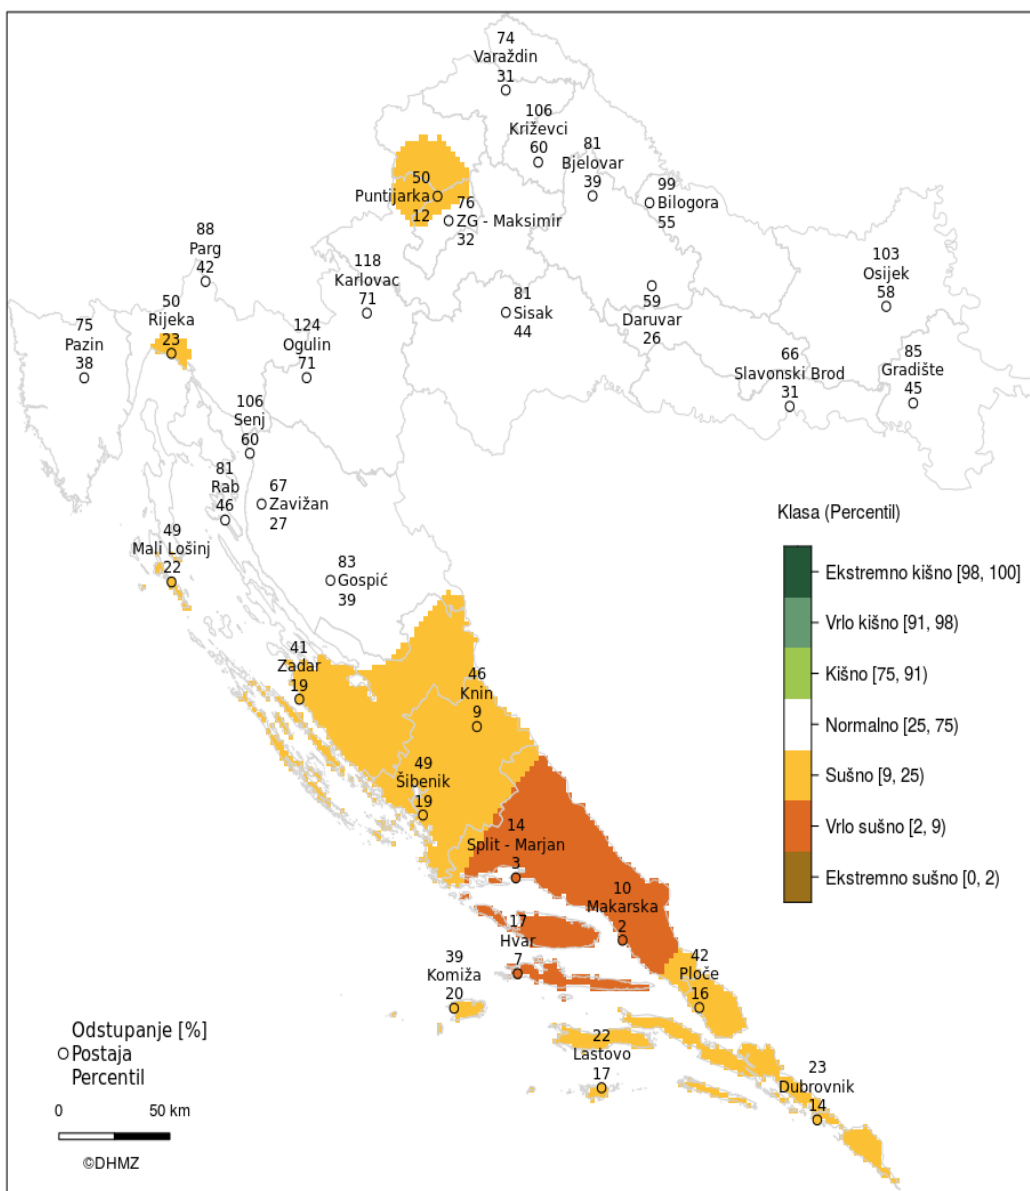 74
Varaždin
31
106
Križevci
60
81
Bjelovar
39
50
Puntijarka
12
99
Bilogora
55
76
ZG - Maksimir
32
88
Parg
42
118
Karlovac
71
103
Osijek
58
50
Rijeka
23
81
Sisak
44
59
Daruvar
26
75
Pazin
38
124
Ogulin
71
66
Slavonski Brod
31
85
Gradište
45
106
Senj
60
81
Rab
46
67
Zavižan
27
49
Mali Lošinj
22
83
Gospić
39
Klasa (Percentil)
Ekstremno kišno [98, 100]
Vrlo kišno [91, 98)
Kišno [75, 91)
Normalno [25, 75)
Sušno [9, 25)
Vrlo sušno [2, 9)
Ekstremno sušno [0, 2)
41
Zadar
19
46
Knin
9
49
Šibenik
19
14
Split - Marjan
3
10
Makarska
2
17
Hvar
7
39
Komiža
20
42
Ploče
16
22
Lastovo
17
23
Dubrovnik
14
Odstupanje [%]
Postaja
Percentil
0 50 km
©DHMZ